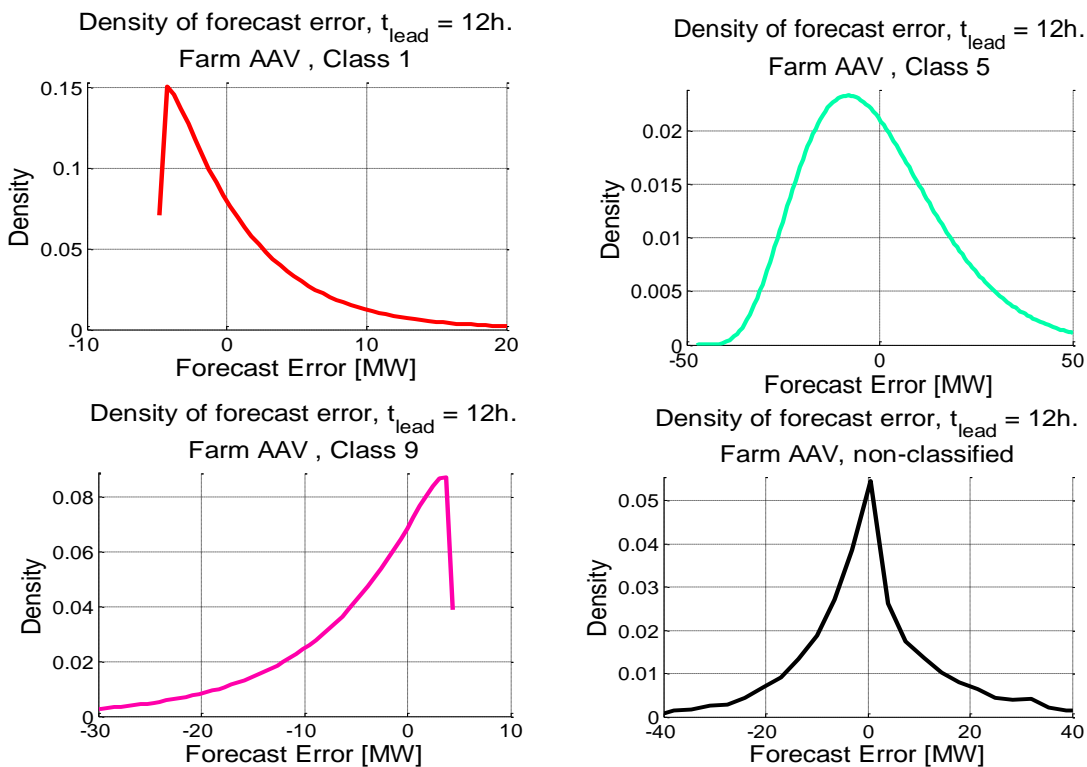 Density of forecast error, t_lead = 12h.
Farm AAV , Class 1
0.15
0.1
0.05
0
Density
-10
0
10
20
Forecast Error [MW]
Density of forecast error, t_lead = 12h.
Farm AAV , Class 5
0.02
0.015
0.01
0.005
0
Density
-50
0
50
Forecast Error [MW]
Density of forecast error, t_lead = 12h.
Farm AAV , Class 9
0.08
0.06
0.04
0.02
0
Density
-30
-20
-10
0
10
Forecast Error [MW]
Density of forecast error, t_lead = 12h.
Farm AAV, non-classified
0.05
0.04
0.03
0.02
0.01
0
Density
-40
-20
0
20
40
Forecast Error [MW]